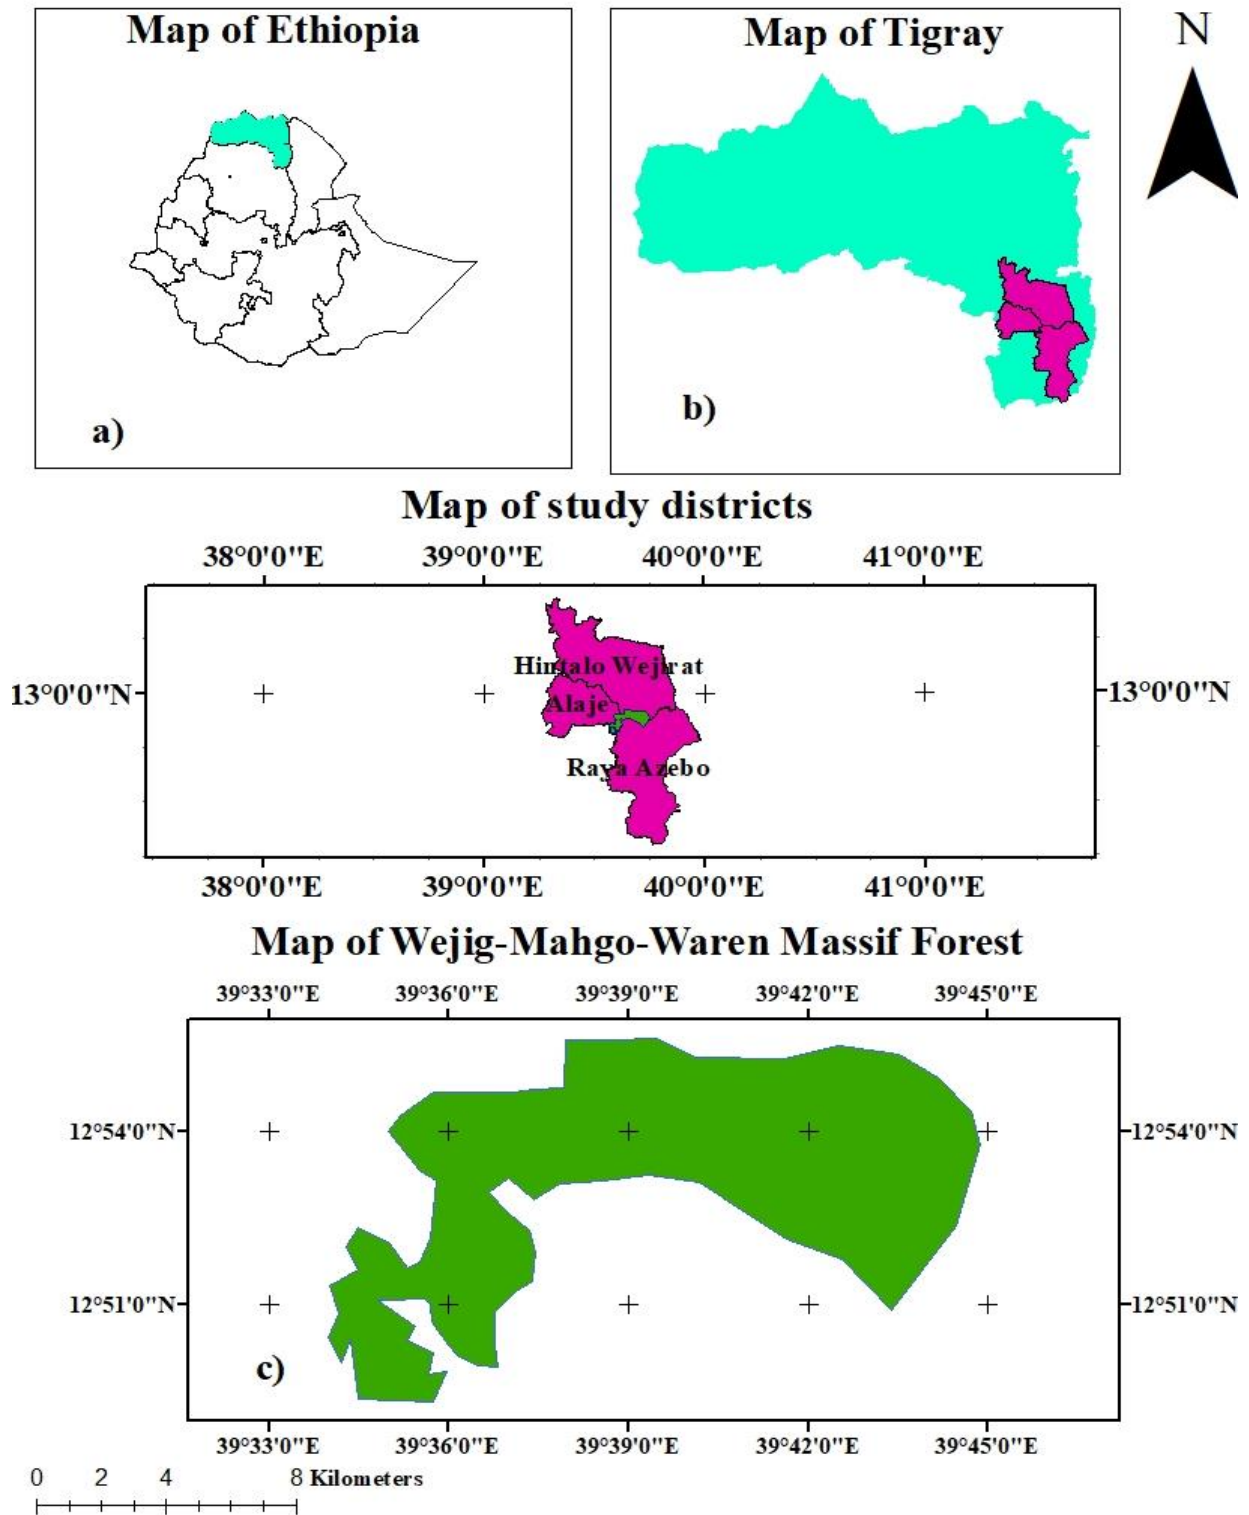 Map of Ethiopia
a)
Map of Tigray
b)
N
Map of study districts
38°0'0"E 39°0'0"E 40°0'0"E 41°0'0"E
13°0'0"N 13°0'0"N
Hintalo Wejirat
Alaje
Raya Azebo
38°0'0"E 39°0'0"E 40°0'0"E 41°0'0"E
Map of Wejig-Mahgo-Waren Massif Forest
39°33'0"E 39°36'0"E 39°39'0"E 39°42'0"E 39°45'0"E
12°54'0"N 12°54'0"N
12°51'0"N 12°51'0"N
c)
39°33'0"E 39°36'0"E 39°39'0"E 39°42'0"E 39°45'0"E
0 2 4 8 Kilometers